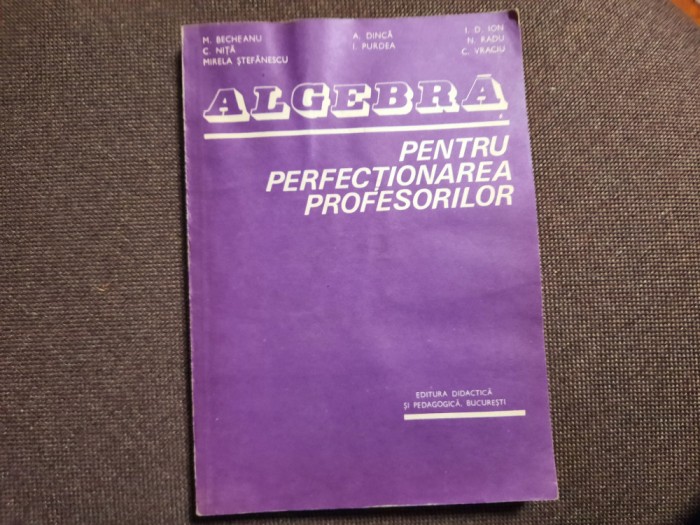 M. BECHEANU
C. NIȚĂ
MIRELA ȘTEFĂNESCU
A. DINCĂ
I. PURDEA
I. D. ION
N. RADU
C. VRACIU
ALGEBRĂ
PENTRU
PERFECȚIONAREA
PROFESORILOR
EDITURA DIDACTICĂ
ȘI PEDAGOGICĂ, BUCUREȘTI